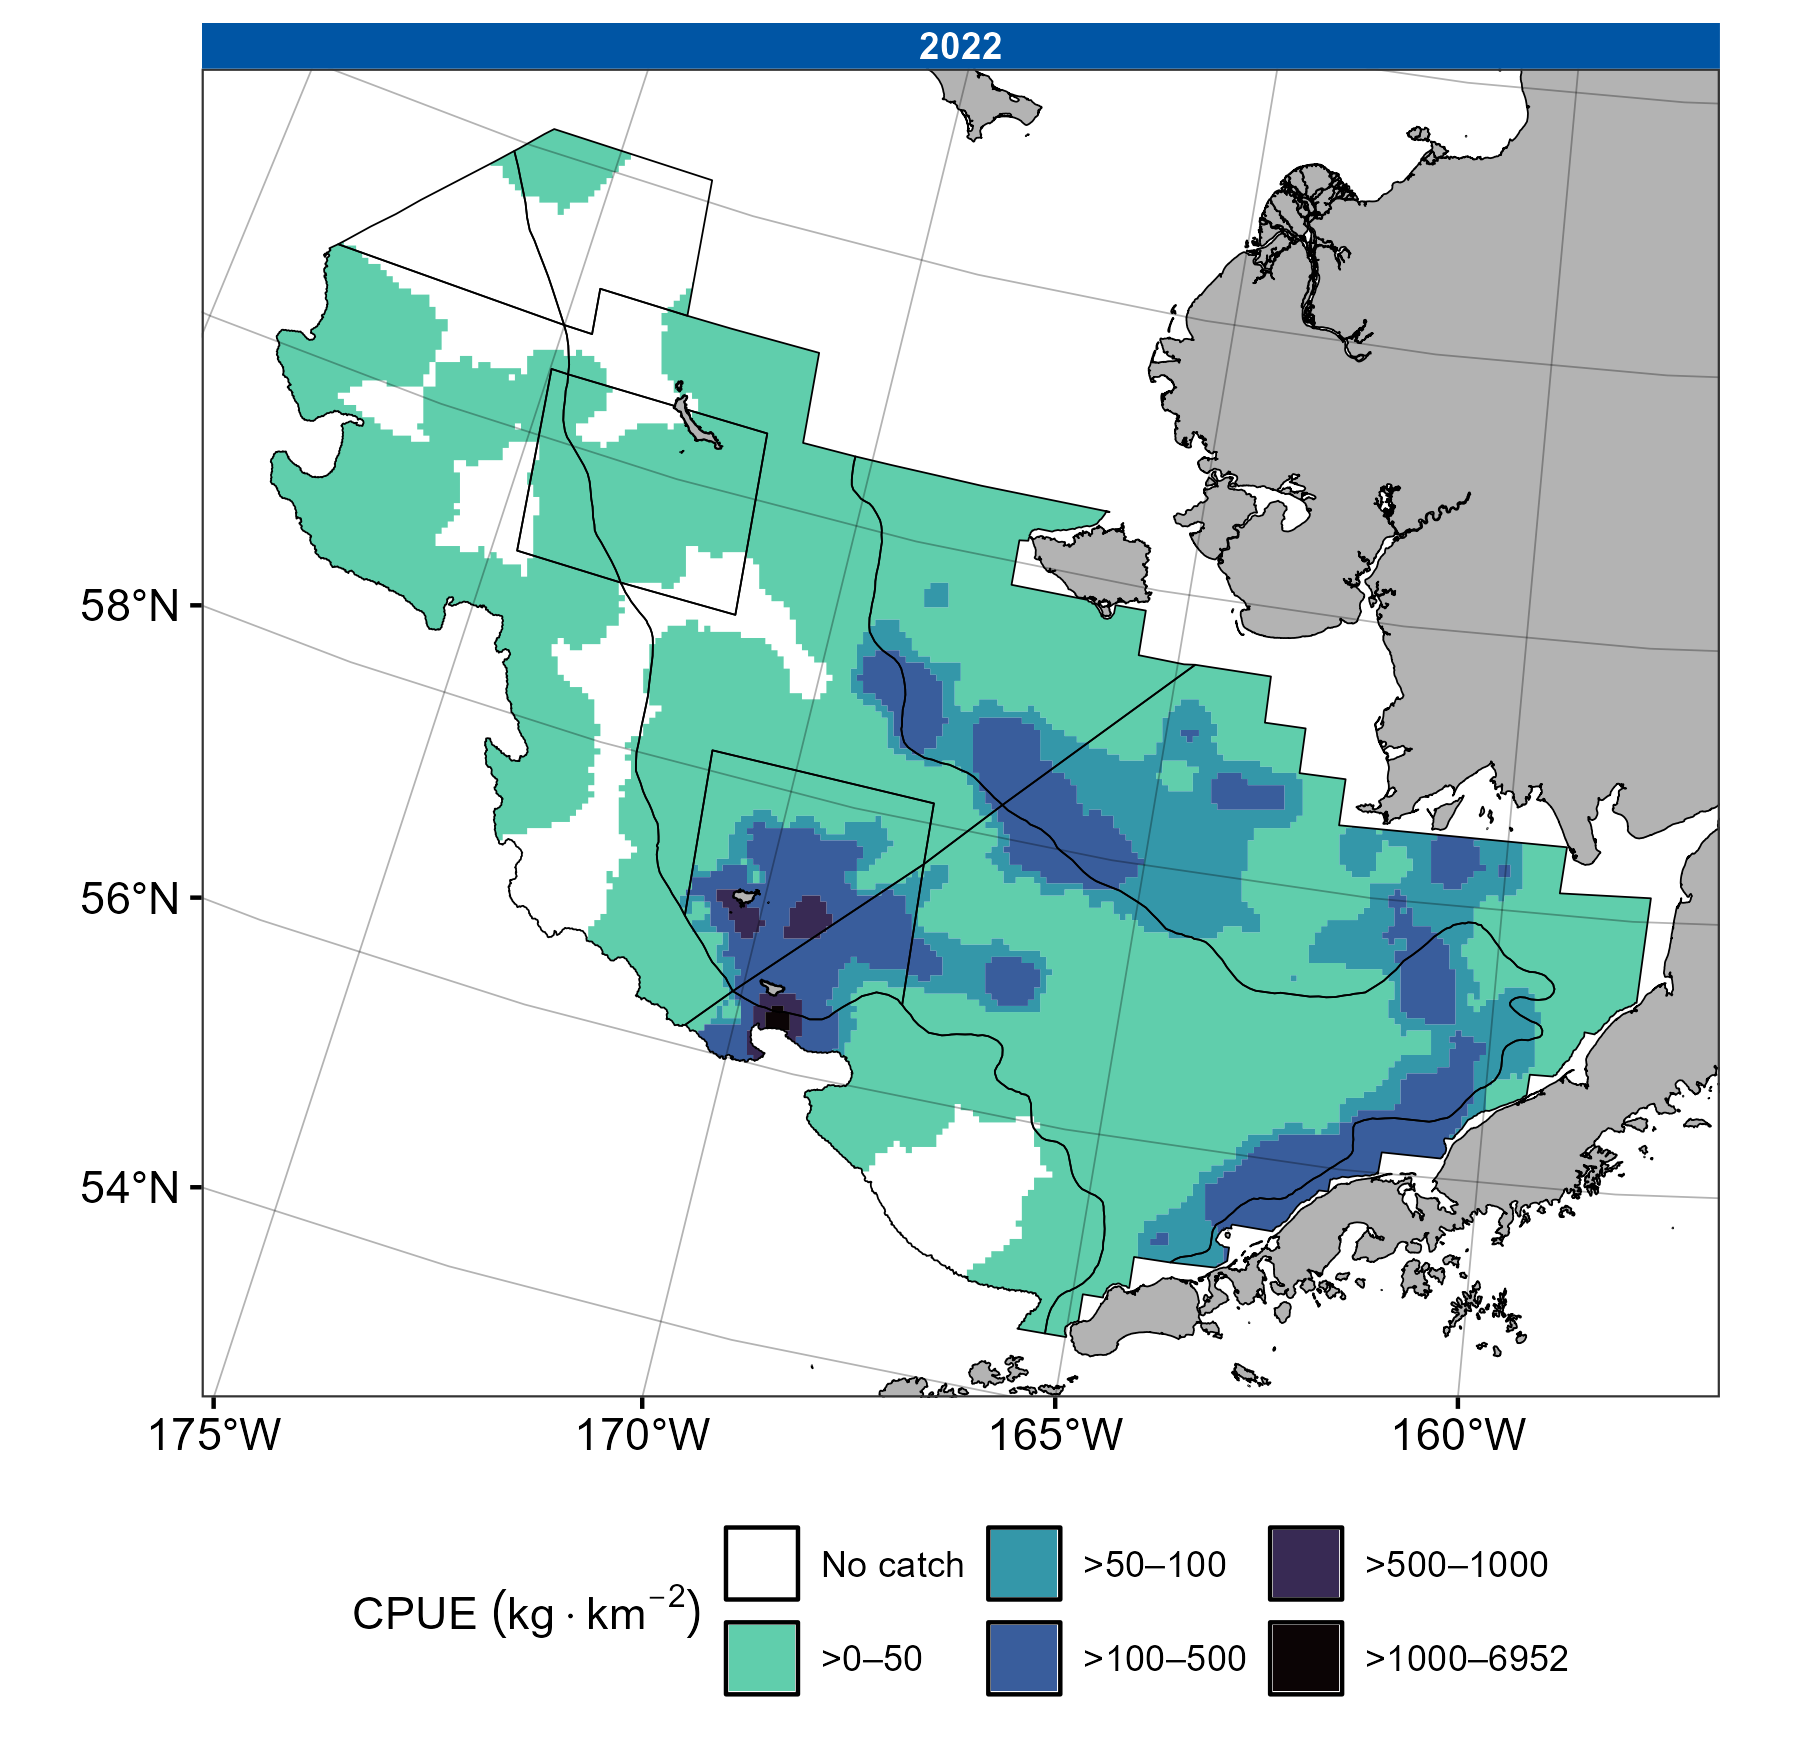 2022
58°N
56°N
54°N
175°W 170°W 165°W 160°W
CPUE (kg · km⁻²)
No catch >50–100 >500–1000
>0–50 >100–500 >1000–6952